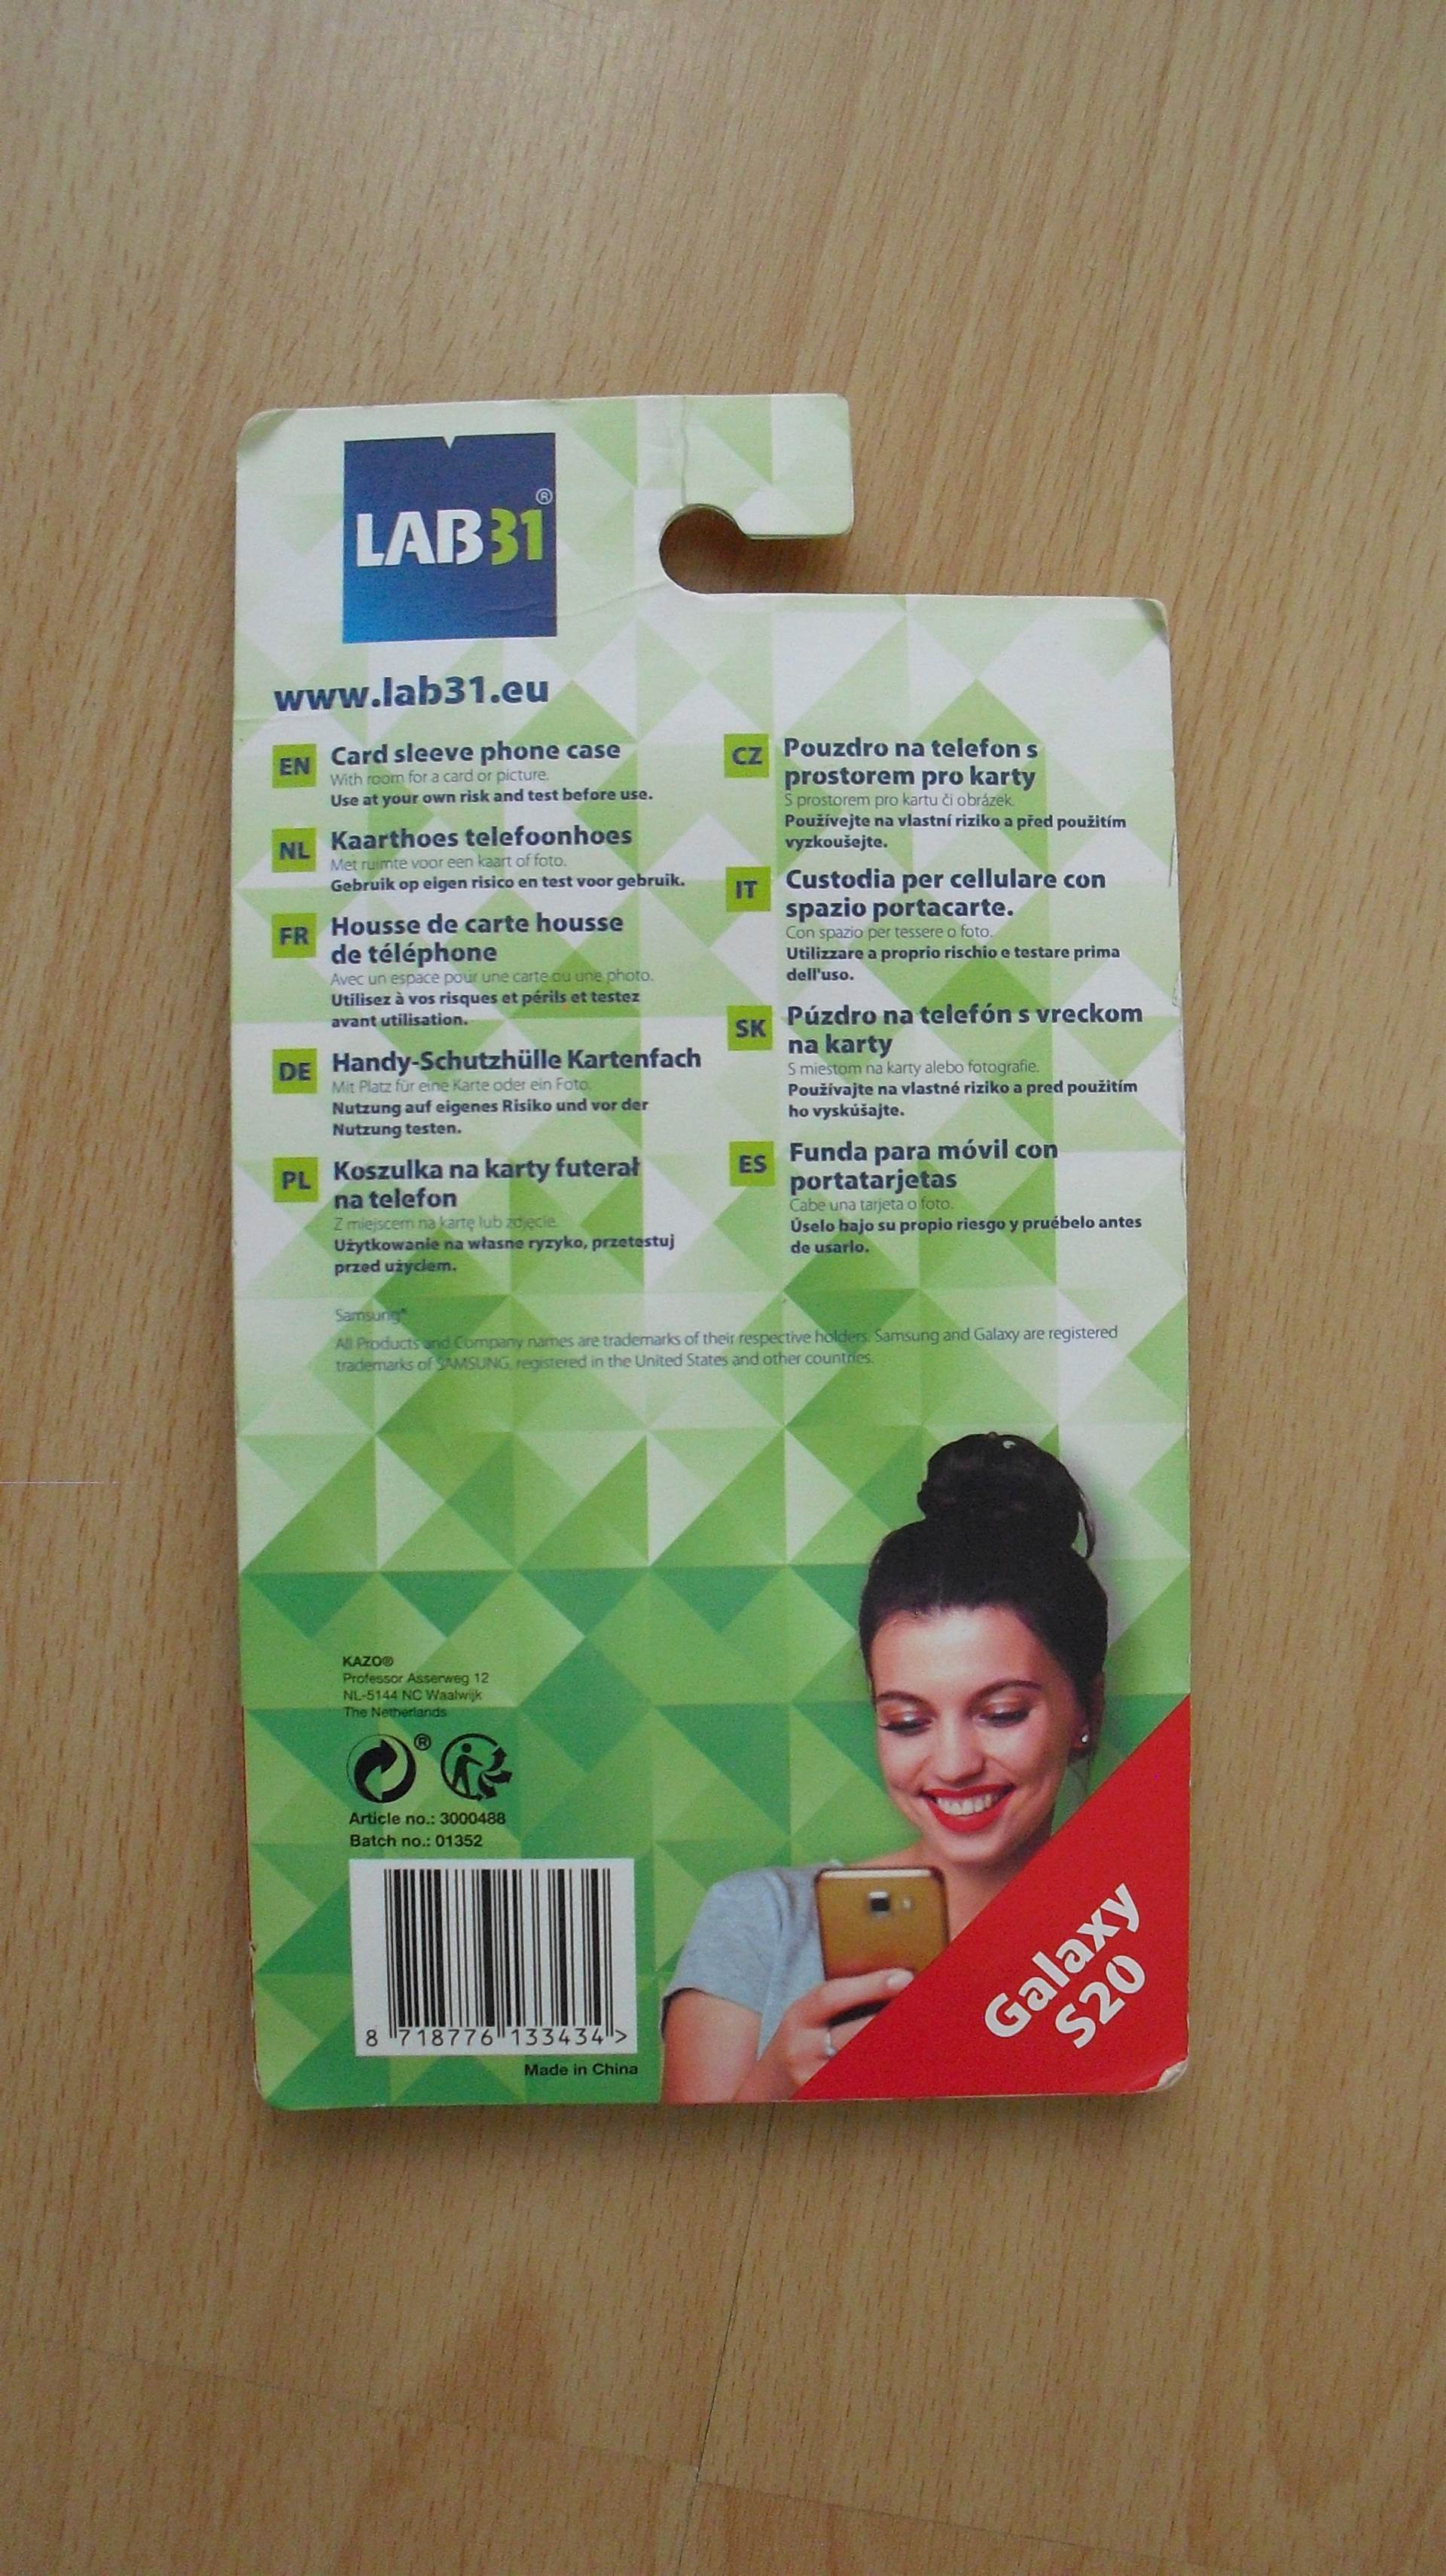 LAB31®
www.lab31.eu
EN
Card sleeve phone case
With room for a card or picture.
Use at your own risk and test before use.
NL
Kaarthoes telefoonhoes
Met ruimte voor een kaart of foto.
Gebruik op eigen risico en test voor gebruik.
FR
Housse de carte housse
de téléphone
Avec un espace pour une carte ou une photo.
Utilisez à vos risques et périls et testez
avant utilisation.
DE
Handy-Schutzhülle Kartenfach
Mit Platz für eine Karte oder ein Foto.
Nutzung auf eigenes Risiko und vor der
Nutzung testen.
PL
Koszulka na karty futerał
na telefon
Z miejscem na kartę lub zdjęcie.
Użytkowanie na własne ryzyko, przetestuj
przed użyciem.
CZ
Pouzdro na telefon s
prostorem pro karty
S prostorem pro kartu či obrázek.
Používejte na vlastní riziko a před použitím
vyzkoušejte.
IT
Custodia per cellulare con
spazio portacarte.
Con spazio per tessere o foto.
Utilizzare a proprio rischio e testare prima
dell'uso.
SK
Púzdro na telefón s vreckom
na karty
S miestom na karty alebo fotografie.
Používajte na vlastné riziko a pred použitím
ho vyskúšajte.
ES
Funda para móvil con
portatarjetas
Cabe una tarjeta o foto.
Úselo bajo su propio riesgo y pruébelo antes
de usarlo.
Samsung*
All Products and Company names are trademarks of their respective holders. Samsung and Galaxy are registered
trademarks of SAMSUNG, registered in the United States and other countries.
KAZO®
Professor Asserweg 12
NL-5144 NC Waalwijk
The Netherlands
®
Article no.: 3000488
Batch no.: 01352
8 718776 133434 >
Made in China
Galaxy
S20